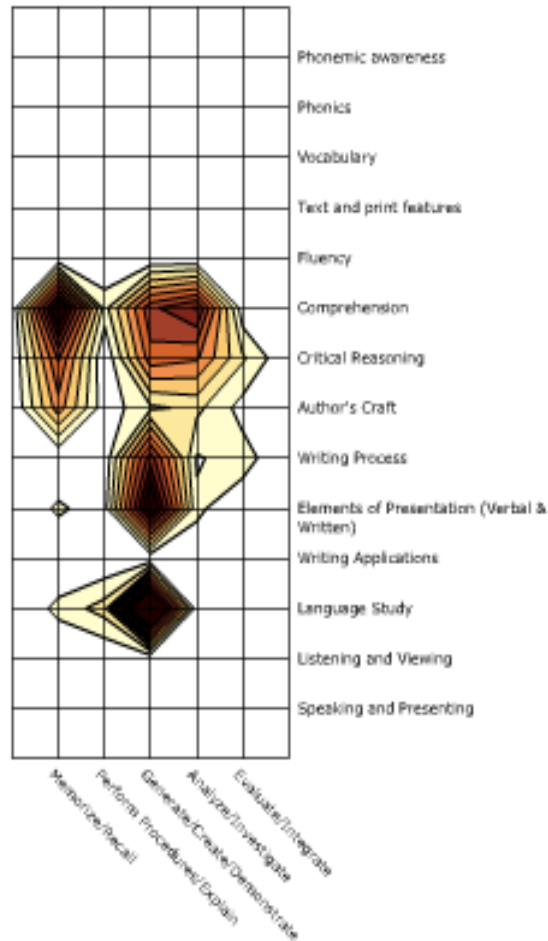 Phonemic awareness
Phonics
Vocabulary
Text and print features
Fluency
Comprehension
Critical Reasoning
Author's Craft
Writing Process
Elements of Presentation (Verbal &
Written)
Writing Applications
Language Study
Listening and Viewing
Speaking and Presenting
Memorize/Recall
Perform Procedures/Explain
Generate/Create/Demonstrate
Analyze/Investigate
Evaluate/Integrate